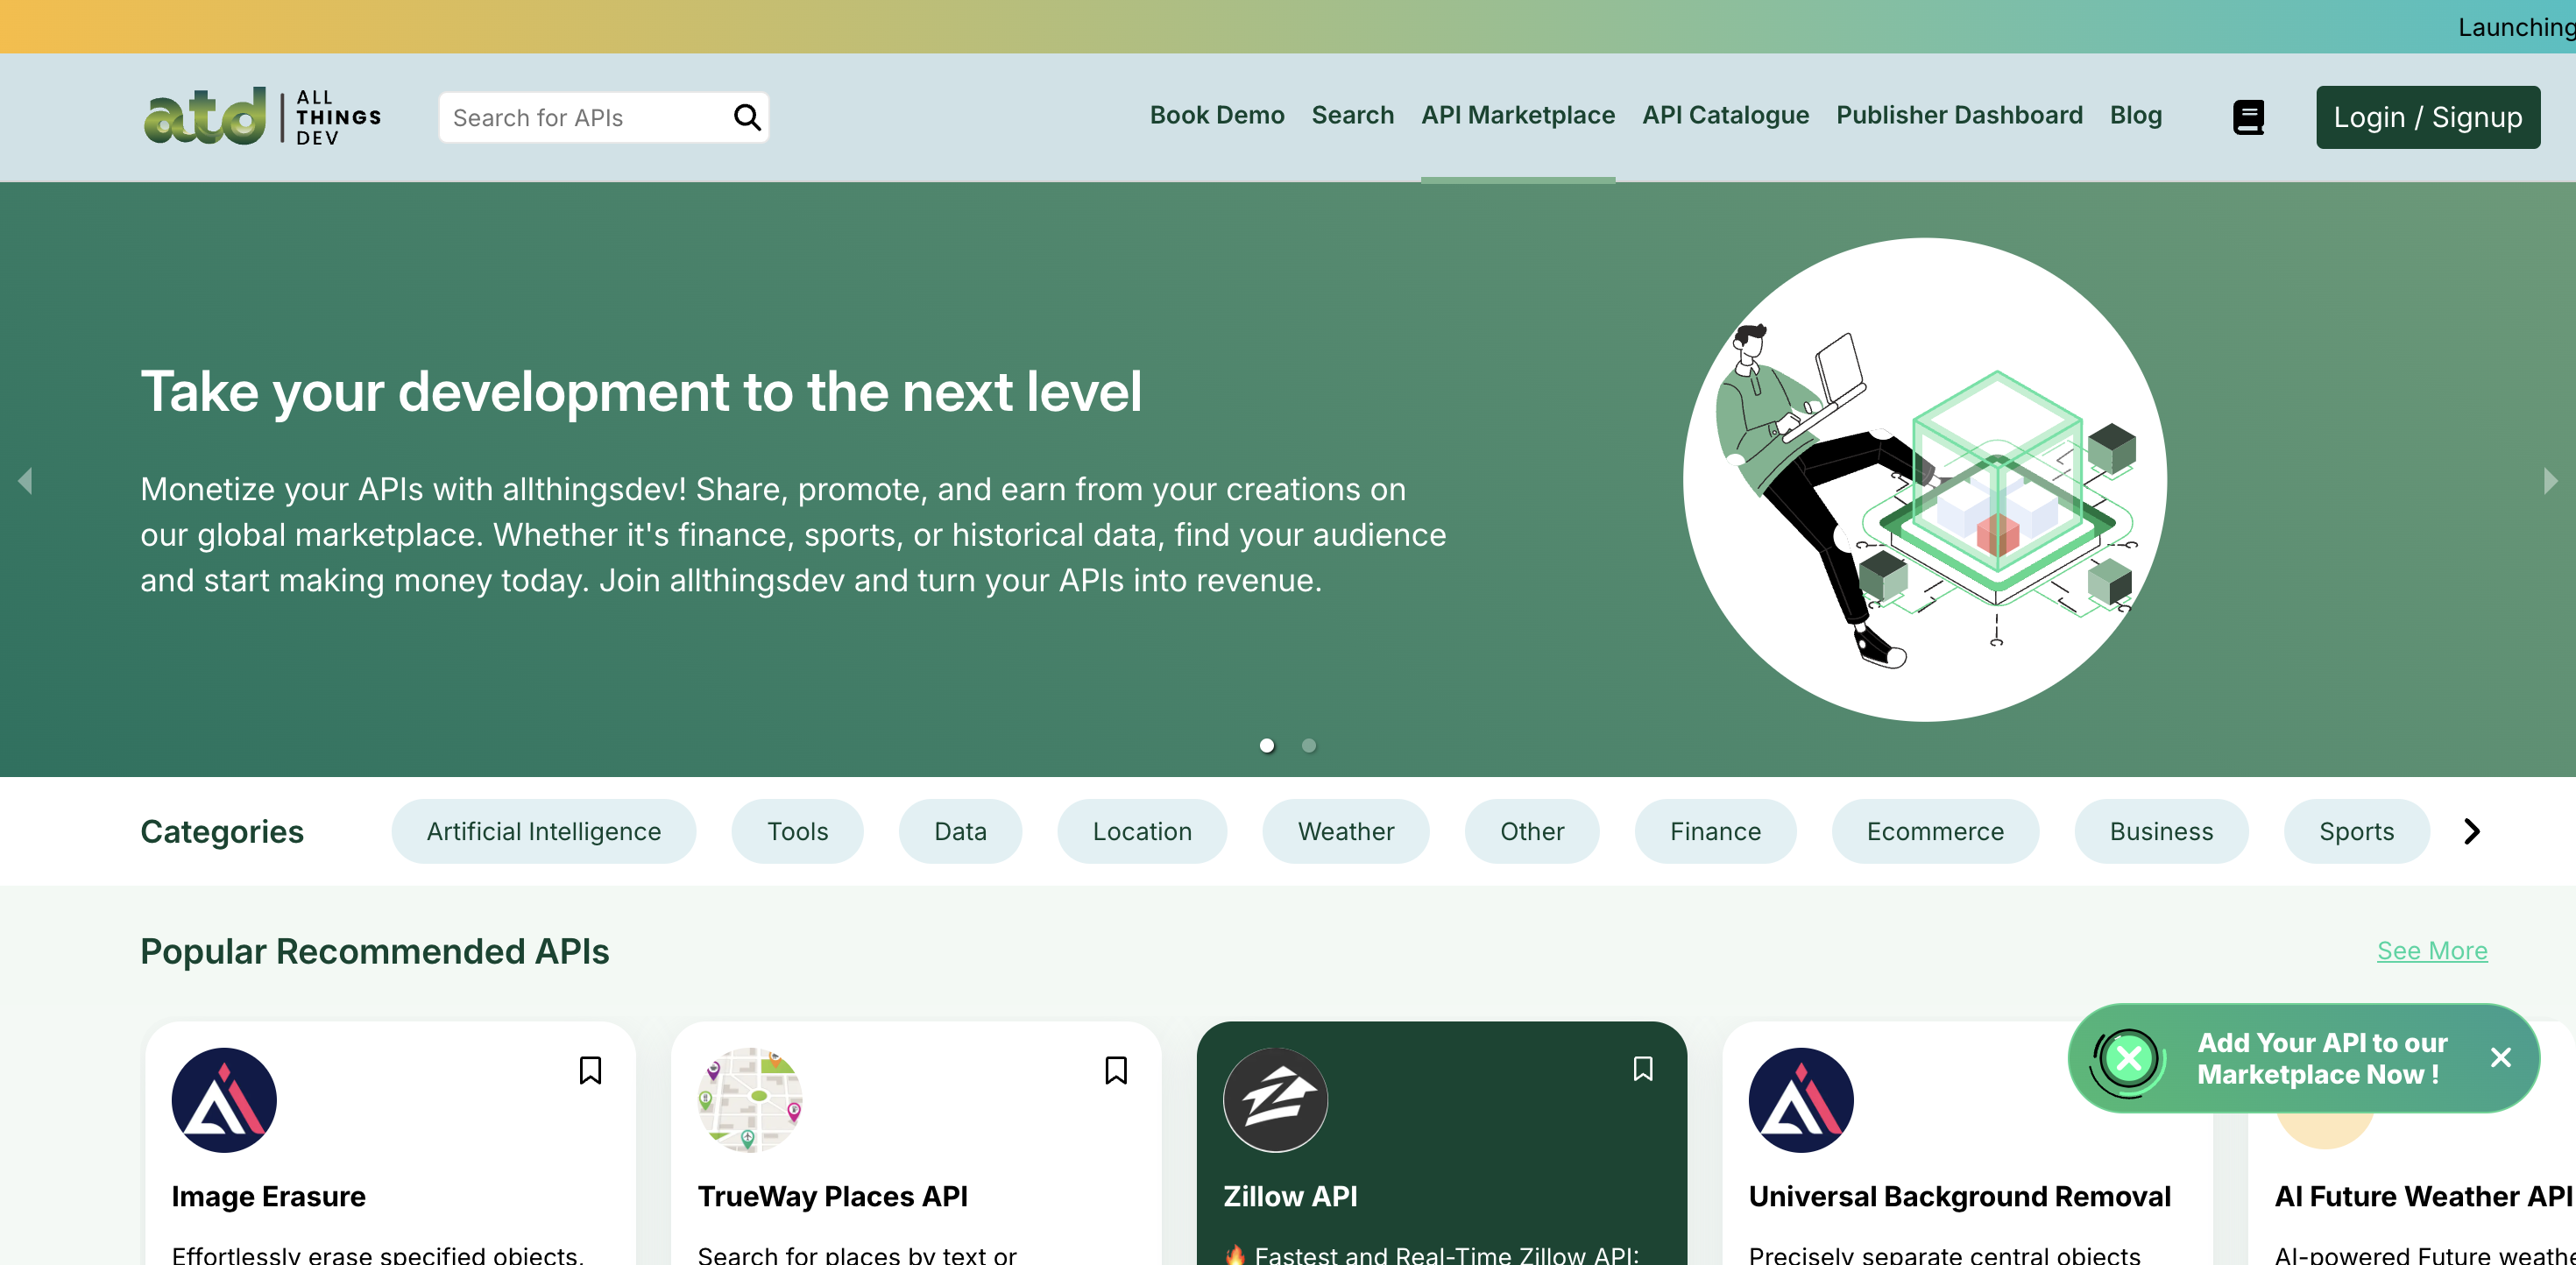 Launching
atd
ALL
THINGS
DEV
Search for APIs
Book Demo
Search
API Marketplace
API Catalogue
Publisher Dashboard
Blog
Login / Signup
Take your development to the next level
Monetize your APIs with allthingsdev! Share, promote, and earn from your creations on
our global marketplace. Whether it's finance, sports, or historical data, find your audience
and start making money today. Join allthingsdev and turn your APIs into revenue.
Categories
Artificial Intelligence
Tools
Data
Location
Weather
Other
Finance
Ecommerce
Business
Sports
Popular Recommended APIs
See More
Add Your API to our
Marketplace Now !
Image Erasure
Effortlessly erase specified objects,
TrueWay Places API
Search for places by text or
Zillow API
🔥 Fastest and Real-Time Zillow API:
Universal Background Removal
Precisely separate central objects
AI Future Weather API
AI-powered Future